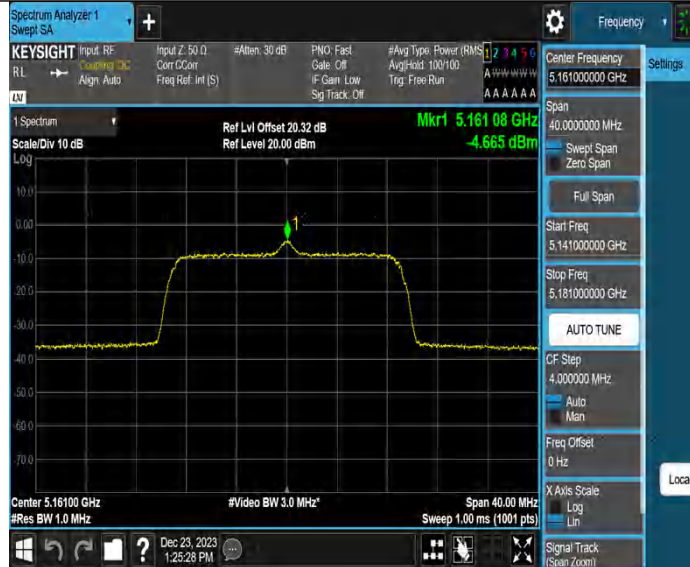 Spectrum Analyzer 1
Swept SA
+
Frequency
KEYSIGHT
RL
LXI
Input: RF
Coupling: DC
Align: Auto
Input Z: 50 Ω
Corr CCorr
Freq Ref: Int (S)
#Atten: 30 dB
PNO: Fast
Gate: Off
IF Gain: Low
Sig Track: Off
#Avg Type: Power (RMS
Avg|Hold: 100/100
Trig: Free Run
1 2 3 4 5 6
A W W W W W
A A A A A A
1 Spectrum
Scale/Div 10 dB
Ref Lvl Offset 20.32 dB
Ref Level 20.00 dBm
Mkr1 5.161 08 GHz
-4.665 dBm
Log
10.0
0.00
-10.0
-20.0
-30.0
-40.0
-50.0
-60.0
-70.0
1
Center 5.16100 GHz
#Res BW 1.0 MHz
#Video BW 3.0 MHz*
Span 40.00 MHz
Sweep 1.00 ms (1001 pts)
?
Dec 23, 2023
1:25:28 PM
Center Frequency
5.161000000 GHz
Span
40.0000000 MHz
Swept Span
Zero Span
Full Span
Start Freq
5.141000000 GHz
Stop Freq
5.181000000 GHz
AUTO TUNE
CF Step
4.000000 MHz
Auto
Man
Freq Offset
0 Hz
X Axis Scale
Log
Lin
Signal Track
(Span Zoom)
Settings
Loca